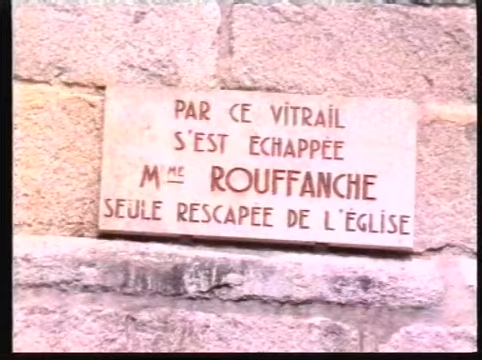 PAR CE VITRAIL
S'EST ÉCHAPPÉE
MME ROUFFANCHE
SEULE RESCAPÉE DE L'ÉGLISE